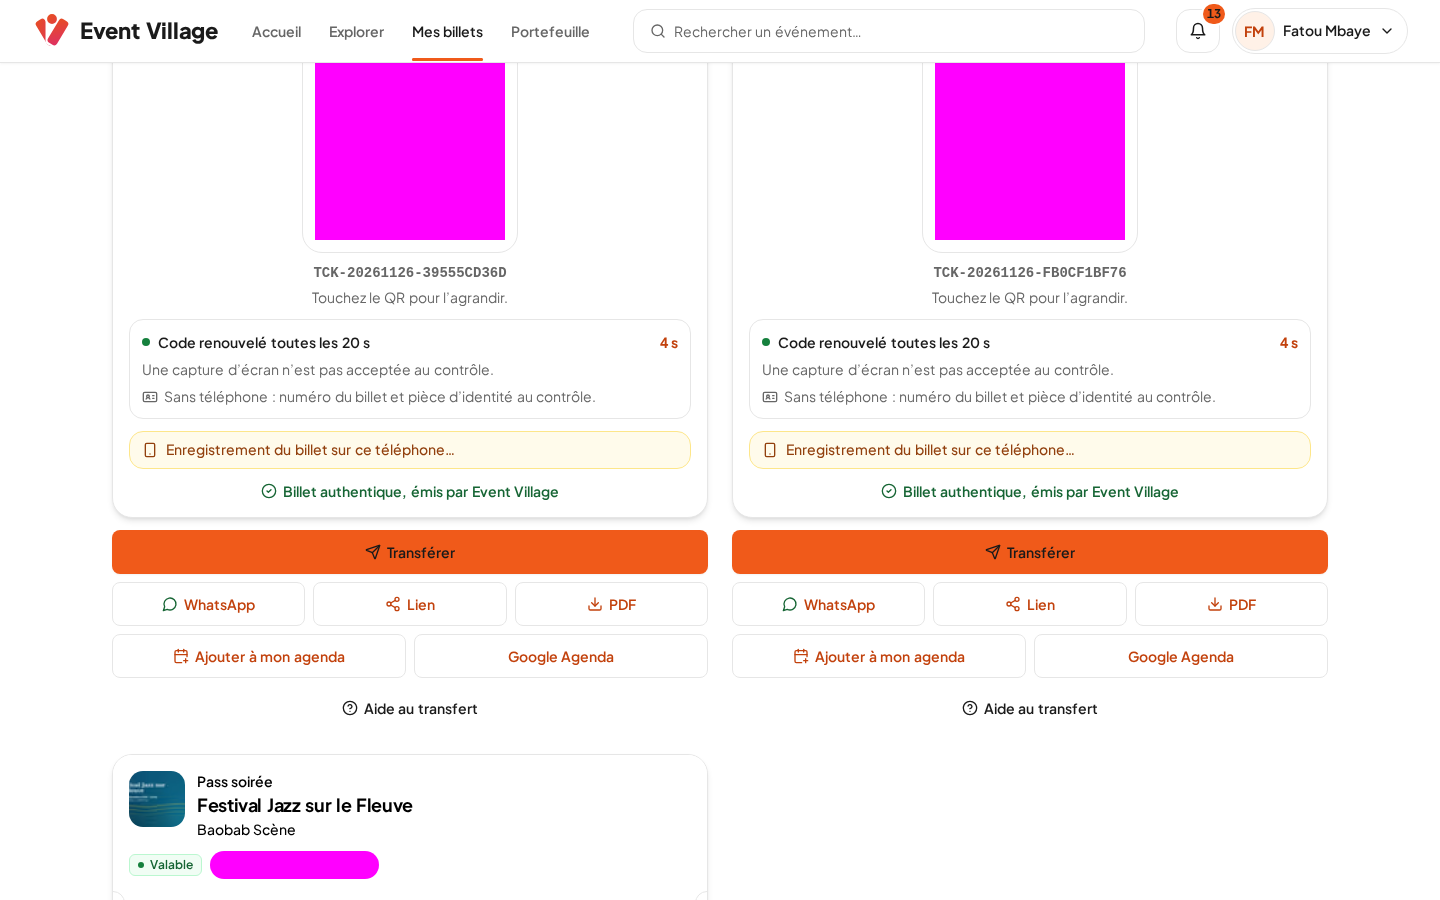 Event Village
Accueil
Explorer
Mes billets
Portefeuille
Rechercher un événement…
13
FM
Fatou Mbaye
TCK-20261126-39555CD36D
Touchez le QR pour l’agrandir.
Code renouvelé toutes les 20 s
4 s
Une capture d’écran n’est pas acceptée au contrôle.
Sans téléphone : numéro du billet et pièce d’identité au contrôle.
Enregistrement du billet sur ce téléphone…
Billet authentique, émis par Event Village
Transférer
WhatsApp
Lien
PDF
Ajouter à mon agenda
Google Agenda
Aide au transfert
TCK-20261126-FB0CF1BF76
Touchez le QR pour l’agrandir.
Code renouvelé toutes les 20 s
4 s
Une capture d’écran n’est pas acceptée au contrôle.
Sans téléphone : numéro du billet et pièce d’identité au contrôle.
Enregistrement du billet sur ce téléphone…
Billet authentique, émis par Event Village
Transférer
WhatsApp
Lien
PDF
Ajouter à mon agenda
Google Agenda
Aide au transfert
Pass soirée
Festival Jazz sur le Fleuve
Baobab Scène
Valable